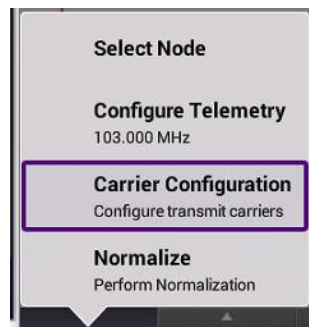 Select Node
Configure Telemetry
103.000 MHz
Carrier Configuration
Configure transmit carriers
Normalize
Perform Normalization